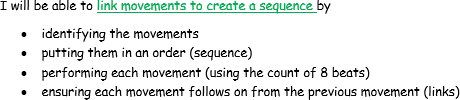 I will be able to link movements to create a sequence by
• identifying the movements
• putting them in an order (sequence)
• performing each movement (using the count of 8 beats)
• ensuring each movement follows on from the previous movement (links)